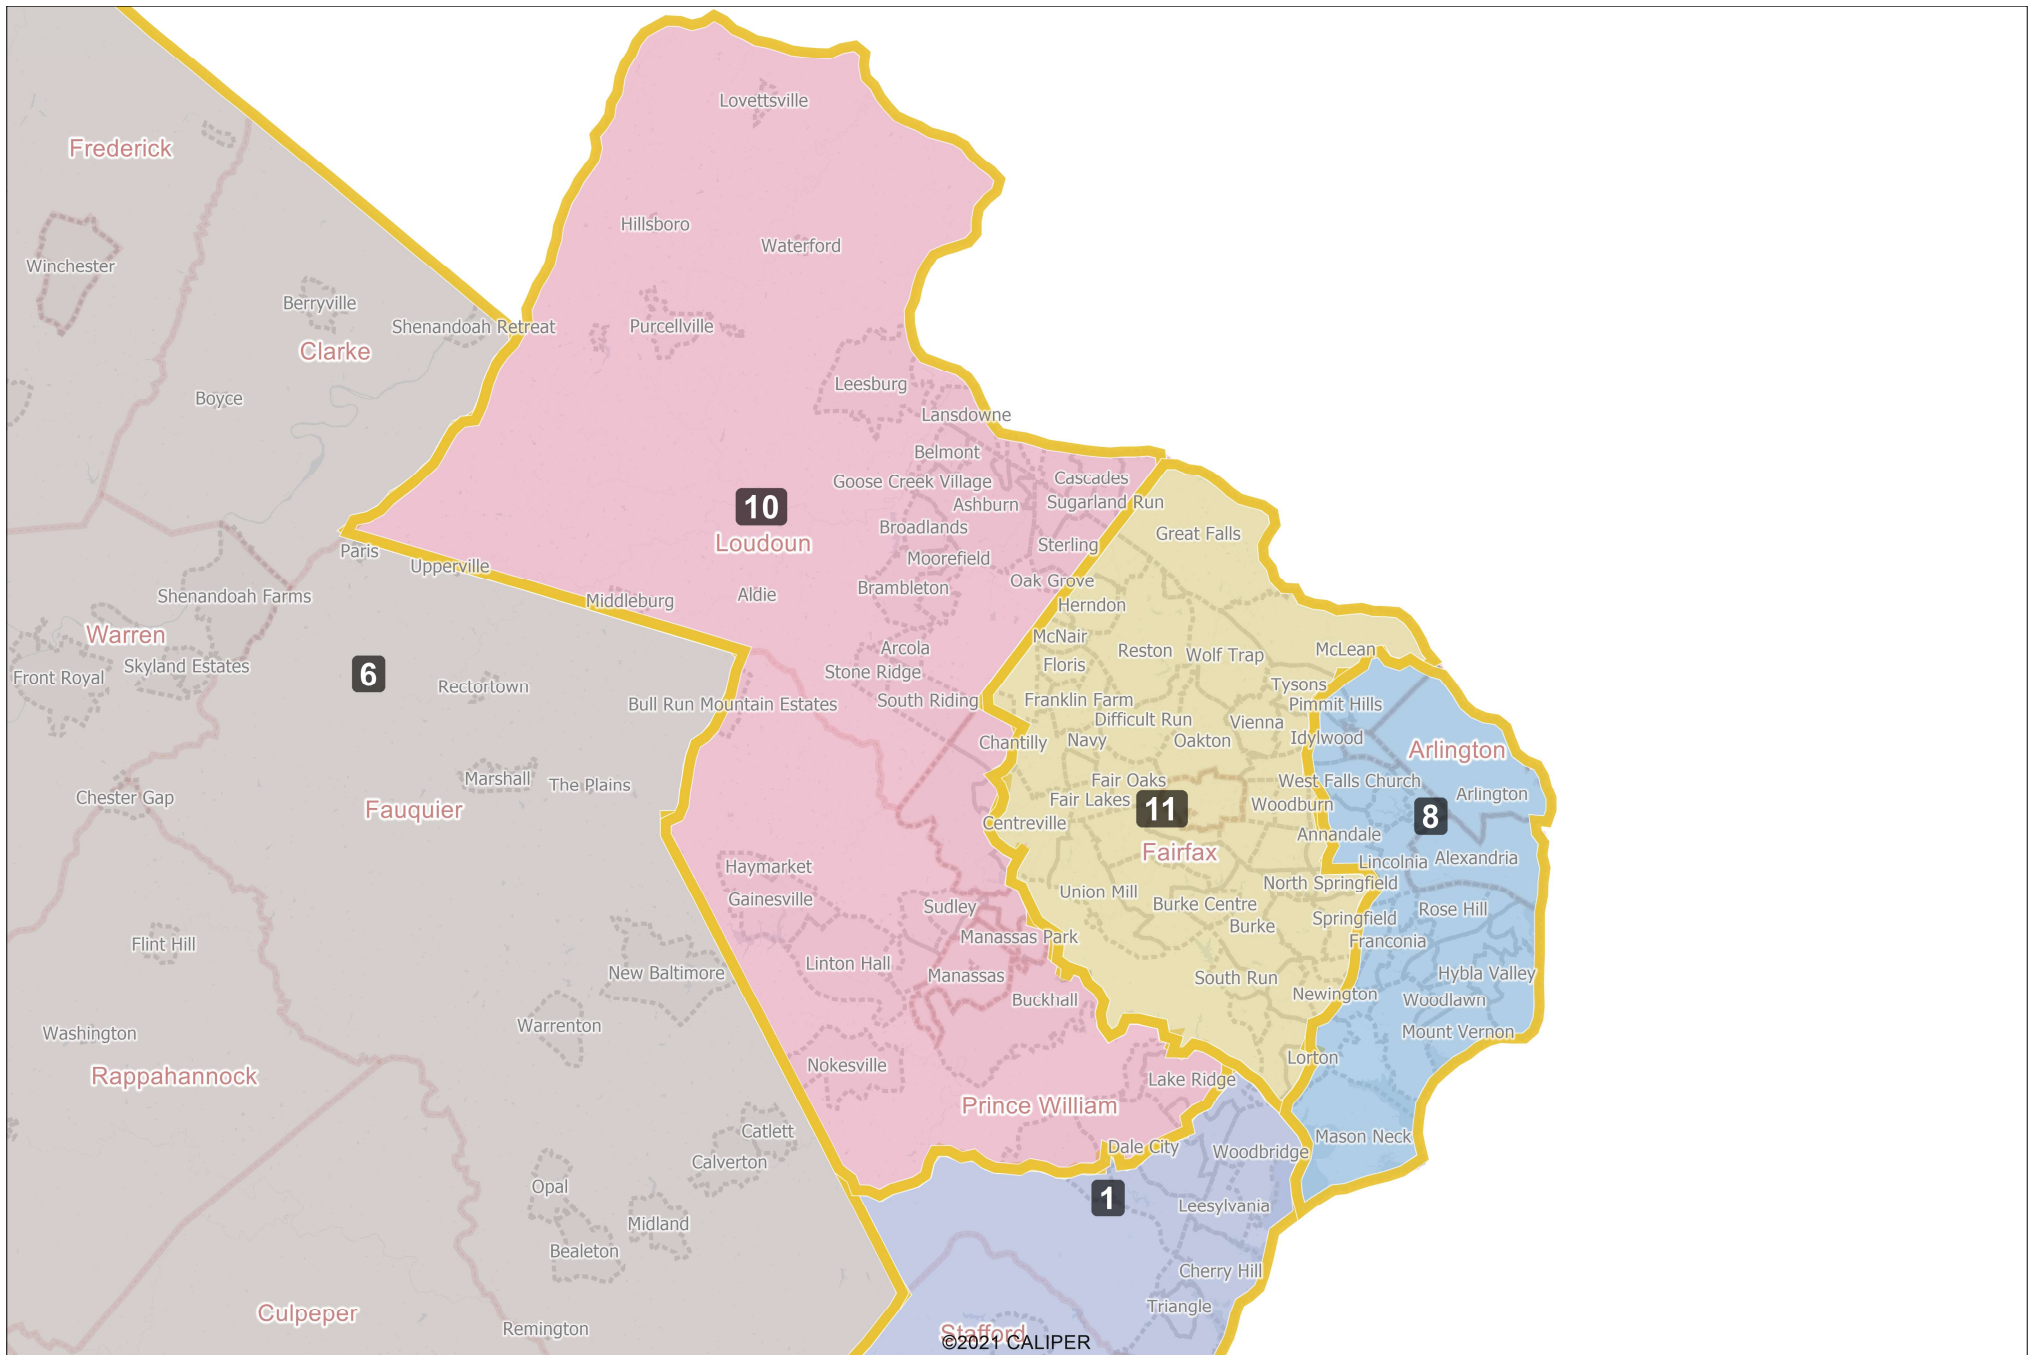 Lovettsville
Frederick
Hillsboro
Waterford
Winchester
Berryville
Shenandoah Retreat
Purcellville
Clarke
Leesburg
Boyce
Lansdowne
Belmont
Goose Creek Village
Cascades
10
Ashburn
Sugarland Run
Broadlands
Great Falls
Loudoun
Sterling
Paris
Moorefield
Upperville
Oak Grove
Brambleton
Shenandoah Farms
Middleburg
Aldie
Herndon
Warren
McNair
Arcola
Reston
Wolf Trap
McLean
Skyland Estates
Floris
6
Stone Ridge
Front Royal
Rectortown
Tysons
Bull Run Mountain Estates
South Riding
Franklin Farm
Pimmit Hills
Difficult Run
Vienna
Chantilly
Navy
Oakton
Idylwood
Arlington
Marshall
The Plains
Fair Oaks
West Falls Church
Chester Gap
Fair Lakes
Woodburn
Arlington
Fauquier
11
8
Centreville
Annandale
Fairfax
Lincolnia
Alexandria
Haymarket
North Springfield
Union Mill
Gainesville
Sudley
Burke Centre
Springfield
Rose Hill
Burke
Flint Hill
Manassas Park
Franconia
Linton Hall
New Baltimore
Manassas
South Run
Hybla Valley
Buckhall
Newington
Woodlawn
Warrenton
Washington
Mount Vernon
Nokesville
Lorton
Rappahannock
Lake Ridge
Prince William
Catlett
Mason Neck
Dale City
Woodbridge
Calverton
Opal
1
Leesylvania
Midland
Bealeton
Cherry Hill
Culpeper
Triangle
Remington
Stafford
©2021 CALIPER